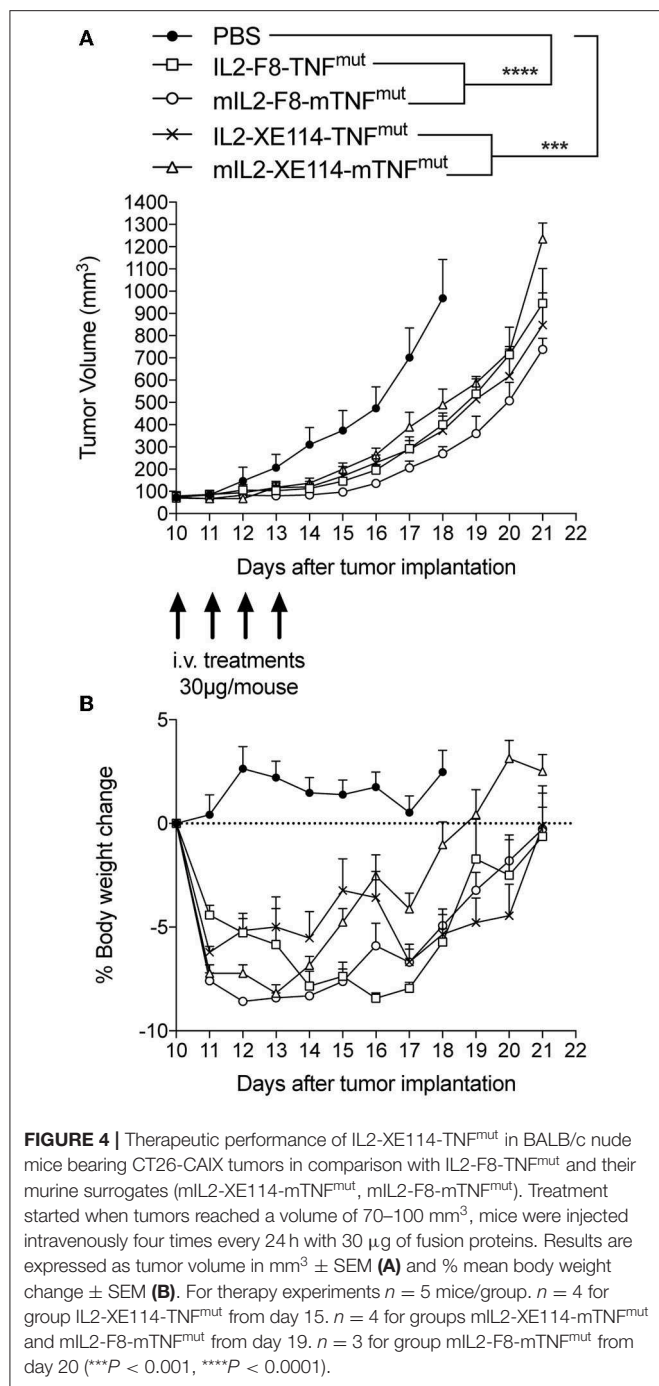 A
PBS
IL2-F8-TNFmut
mIL2-F8-mTNFmut
IL2-XE114-TNFmut
mIL2-XE114-mTNFmut
****
***
Tumor Volume (mm3)
1400
1300
1200
1100
1000
900
800
700
600
500
400
300
200
100
0
10 11 12 13 14 15 16 17 18 19 20 21 22
Days after tumor implantation
i.v. treatments
30µg/mouse
B
% Body weight change
5
0
-5
-10
10 11 12 13 14 15 16 17 18 19 20 21 22
Days after tumor implantation
FIGURE 4 | Therapeutic performance of IL2-XE114-TNFmut in BALB/c nude
mice bearing CT26-CAIX tumors in comparison with IL2-F8-TNFmut and their
murine surrogates (mIL2-XE114-mTNFmut, mIL2-F8-mTNFmut). Treatment
started when tumors reached a volume of 70–100 mm3, mice were injected
intravenously four times every 24 h with 30 µg of fusion proteins. Results are
expressed as tumor volume in mm3 ± SEM (A) and % mean body weight
change ± SEM (B). For therapy experiments n = 5 mice/group. n = 4 for
group IL2-XE114-TNFmut from day 15. n = 4 for groups mIL2-XE114-mTNFmut
and mIL2-F8-mTNFmut from day 19. n = 3 for group mIL2-F8-mTNFmut from
day 20 (***P < 0.001, ****P < 0.0001).